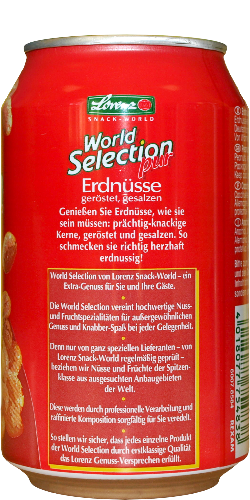 Lorenz
SNACK-WORLD
World
Selection
pur
Erdnüsse
geröstet, gesalzen
Genießen Sie Erdnüsse, wie sie
sein müssen: prächtig-knackige
Kerne, geröstet und gesalzen. So
schmecken sie richtig herzhaft
erdnussig!
World Selection von Lorenz Snack-World – ein
Extra-Genuss für Sie und Ihre Gäste.
Die World Selection vereint hochwertige Nuss-
und Fruchtspezialitäten für außergewöhnlichen
Genuss und Knabber-Spaß bei jeder Gelegenheit.
Denn nur von ganz speziellen Lieferanten – von
Lorenz Snack-World regelmäßig geprüft –
beziehen wir Nüsse und Früchte der Spitzen-
klasse aus ausgesuchten Anbaugebieten
der Welt.
Diese werden durch professionelle Verarbeitung und
raffinierte Komposition sorgfältig für Sie veredelt.
So stellen wir sicher, dass jedes einzelne Produkt
der World Selection durch erstklassige Qualität
das Lorenz Genuss-Versprechen erfüllt.